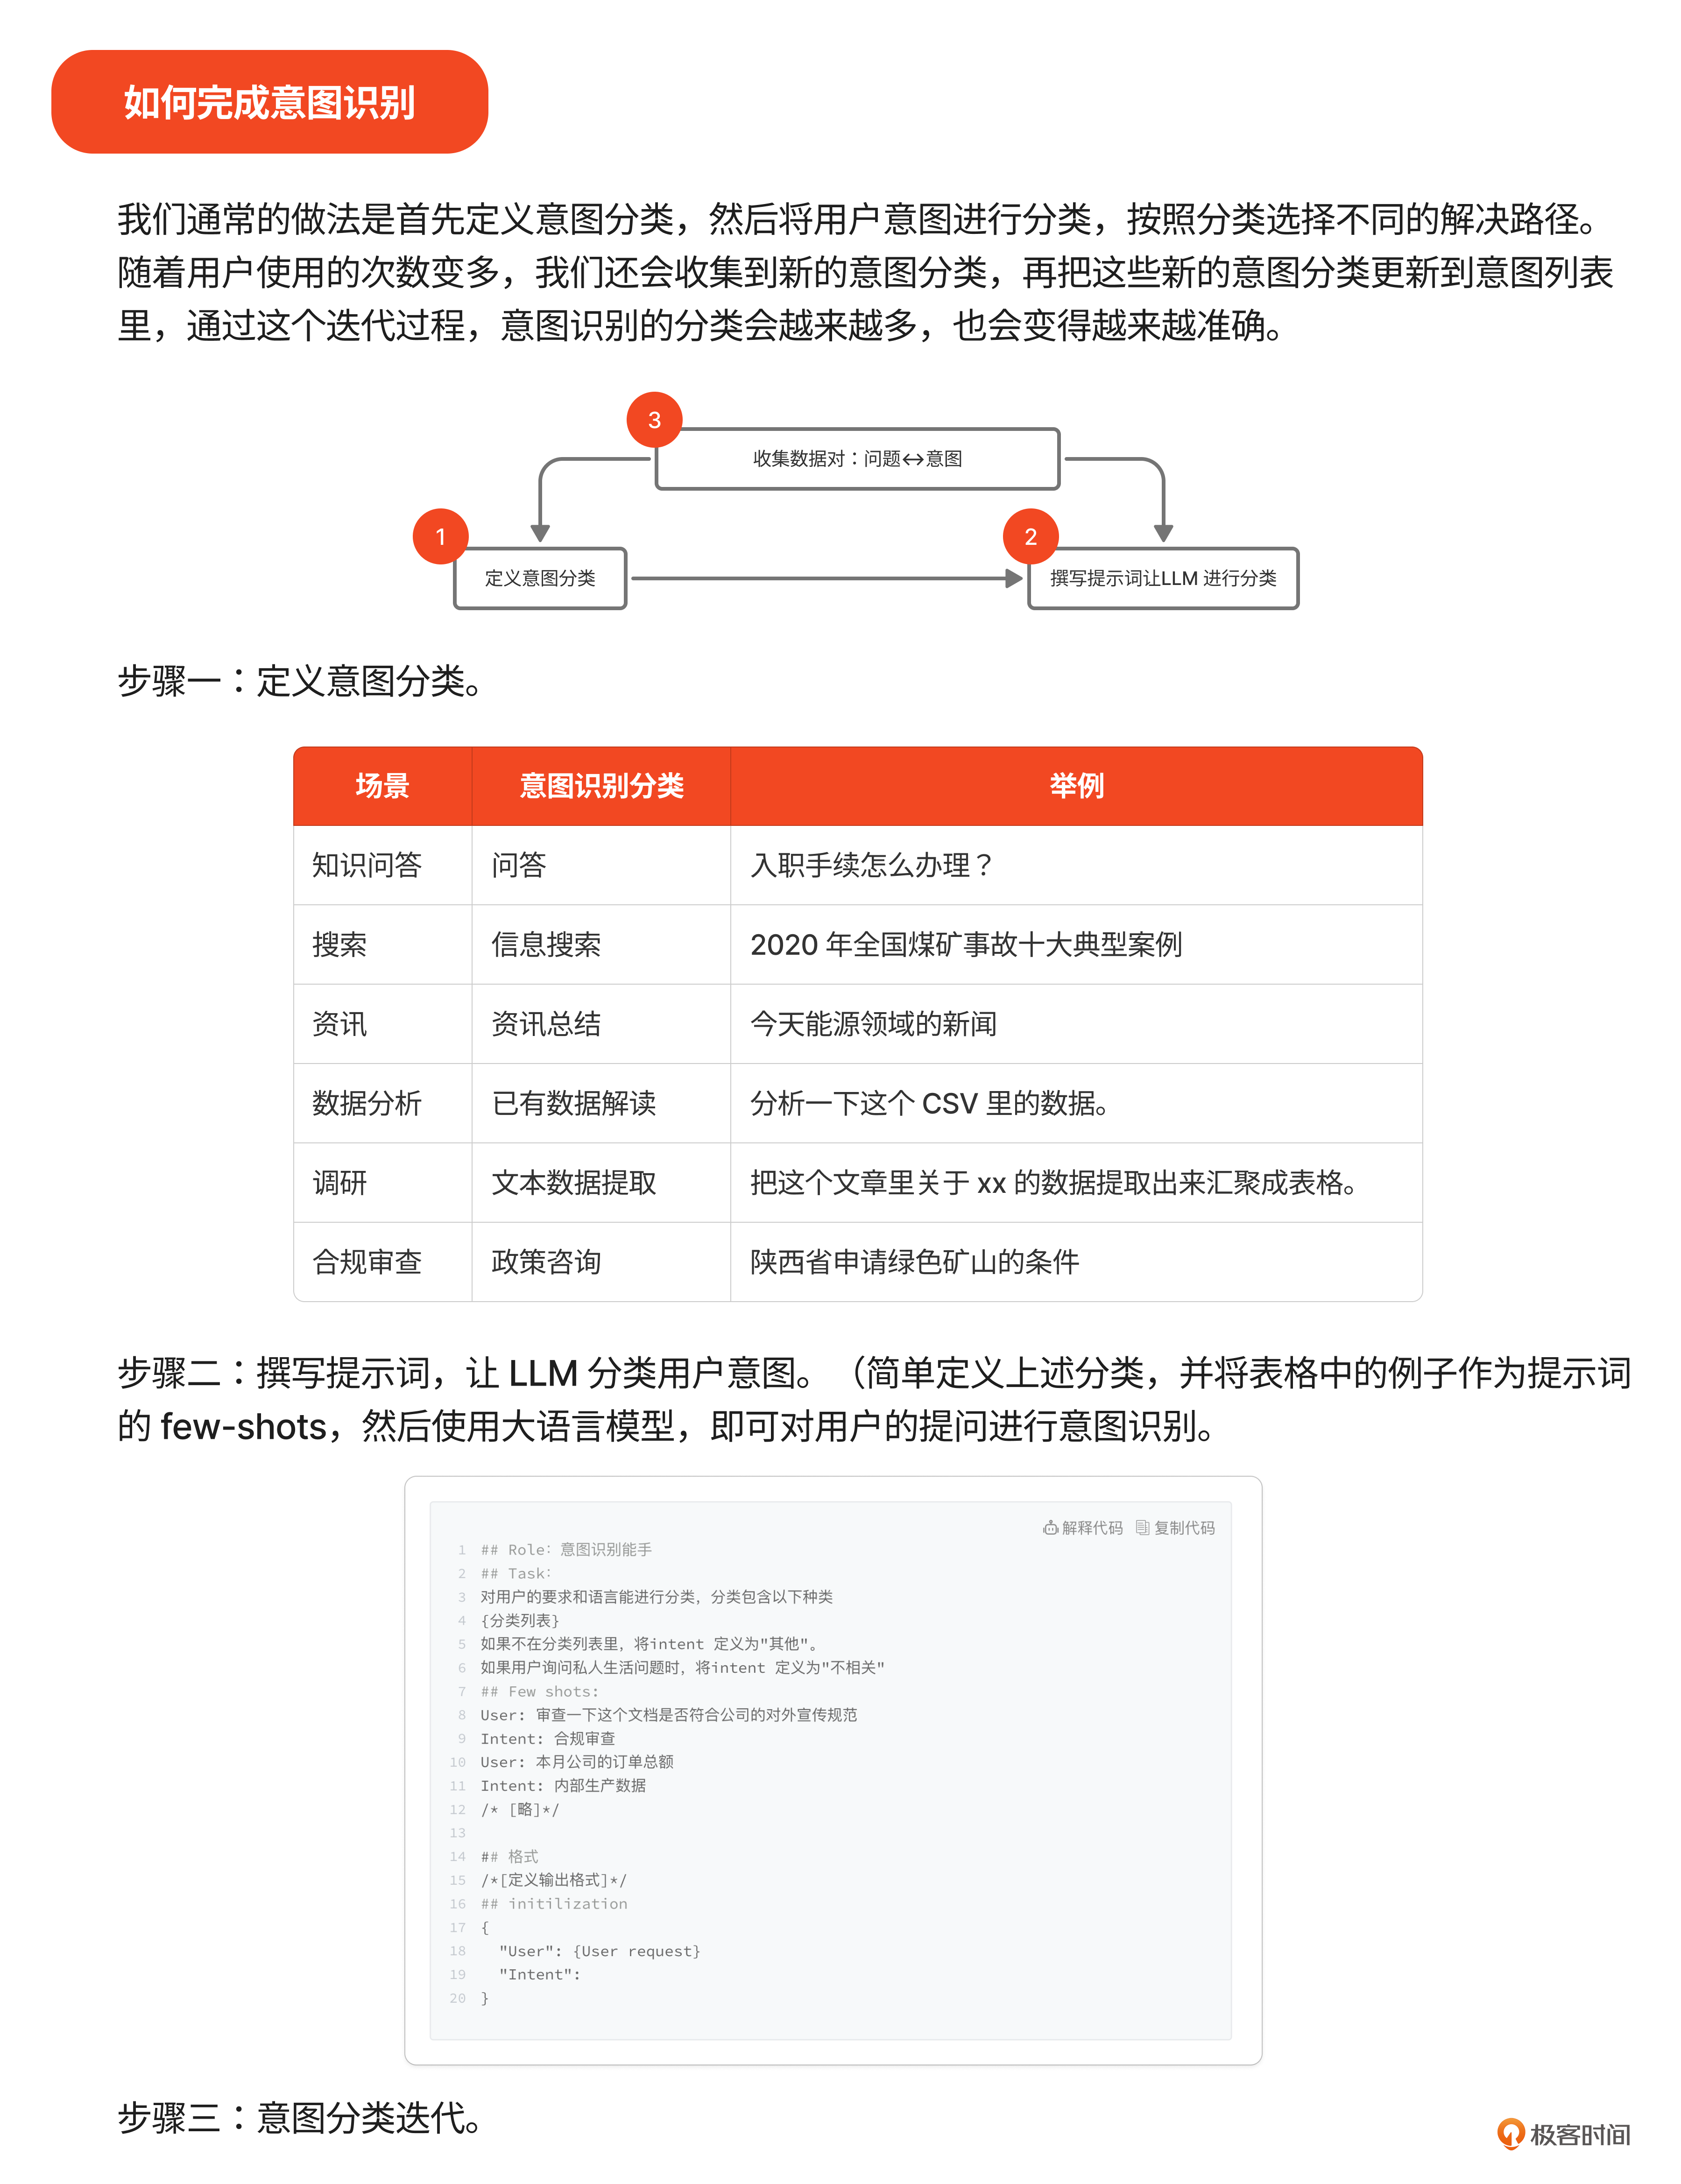 如何完成意图识别
我们通常的做法是首先定义意图分类，然后将用户意图进行分类，按照分类选择不同的解决路径。
随着用户使用的次数变多，我们还会收集到新的意图分类，再把这些新的意图分类更新到意图列表
里，通过这个迭代过程，意图识别的分类会越来越多，也会变得越来越准确。
3
收集数据对：问题↔意图
1
定义意图分类
2
撰写提示词让LLM 进行分类
步骤一：定义意图分类。
场景 意图识别分类 举例
知识问答 问答 入职手续怎么办理？
搜索 信息搜索 2020 年全国煤矿事故十大典型案例
资讯 资讯总结 今天能源领域的新闻
数据分析 已有数据解读 分析一下这个 CSV 里的数据。
调研 文本数据提取 把这个文章里关于 xx 的数据提取出来汇聚成表格。
合规审查 政策咨询 陕西省申请绿色矿山的条件
步骤二：撰写提示词，让 LLM 分类用户意图。（简单定义上述分类，并将表格中的例子作为提示词
的 few-shots，然后使用大语言模型，即可对用户的提问进行意图识别。
解释代码 复制代码
1 ## Role: 意图识别能手
2 ## Task:
3 对用户的要求和语言能进行分类，分类包含以下种类
4 {分类列表}
5 如果不在分类列表里，将intent 定义为"其他"。
6 如果用户询问私人生活问题时，将intent 定义为"不相关"
7 ## Few shots:
8 User: 审查一下这个文档是否符合公司的对外宣传规范
9 Intent: 合规审查
10 User: 本月公司的订单总额
11 Intent: 内部生产数据
12 /* [略]*/
13
14 ## 格式
15 /*[定义输出格式]*/
16 ## initilization
17 {
18 "User": {User request}
19 "Intent":
20 }
步骤三：意图分类迭代。
极客时间